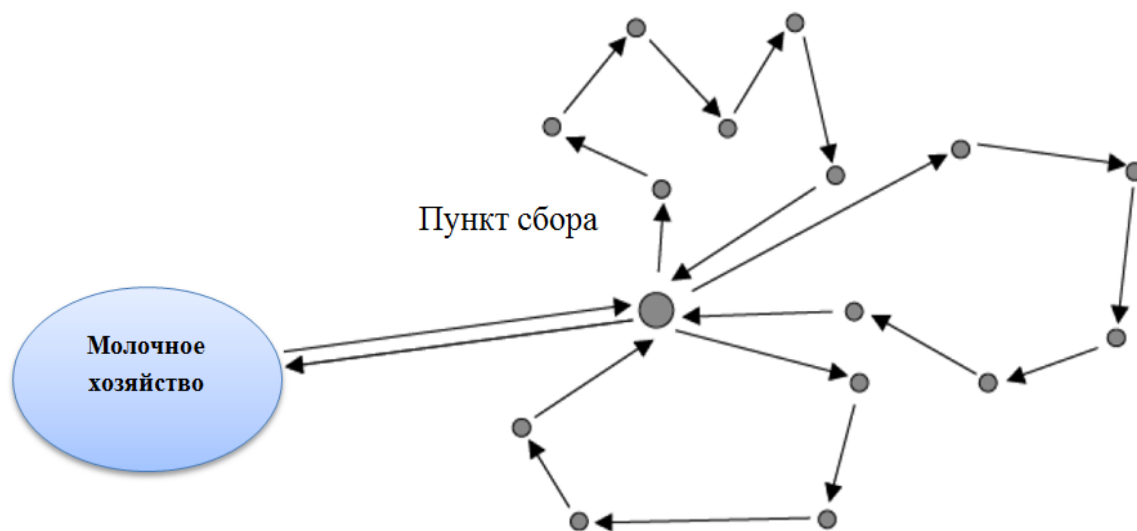 Пункт сбора
Молочное
хозяйство